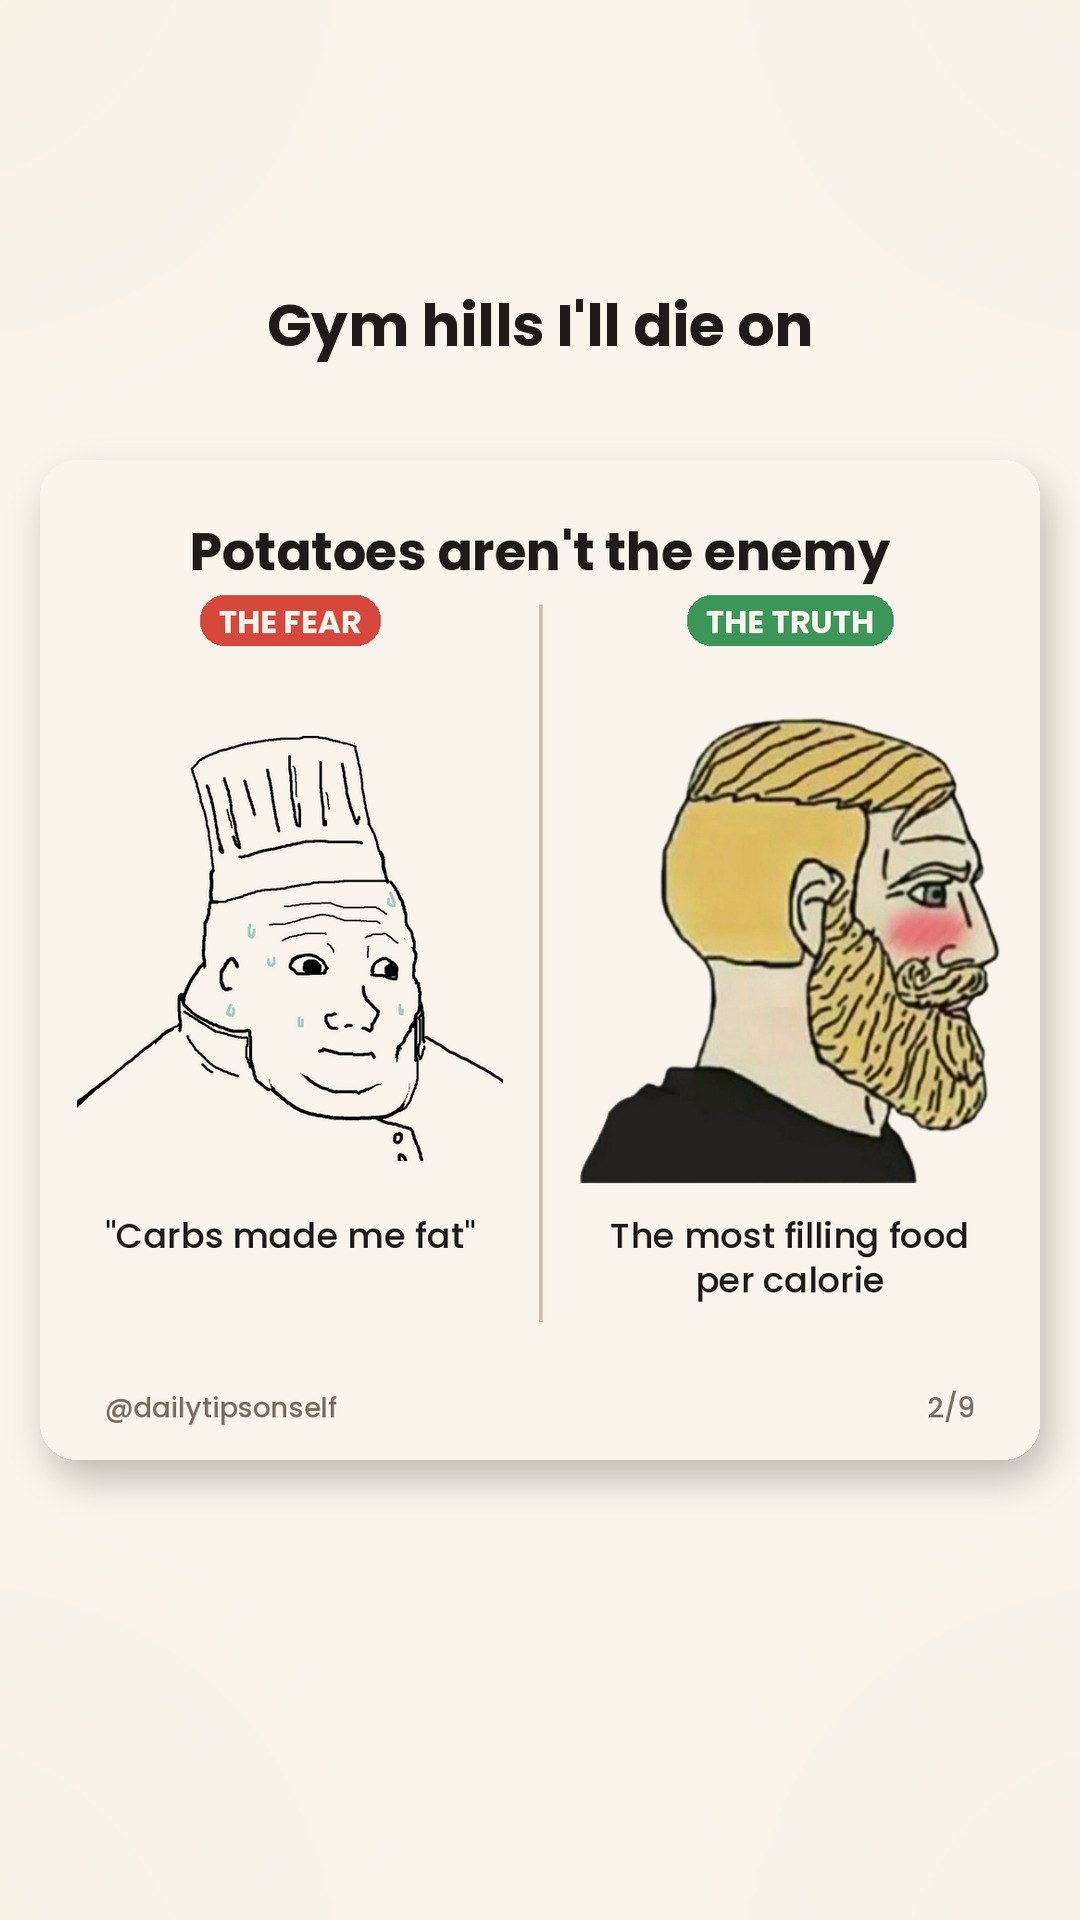 Gym hills I'll die on
Potatoes aren't the enemy
THE FEAR
THE TRUTH
"Carbs made me fat"
The most filling food
per calorie
@dailytipsonself
2/9